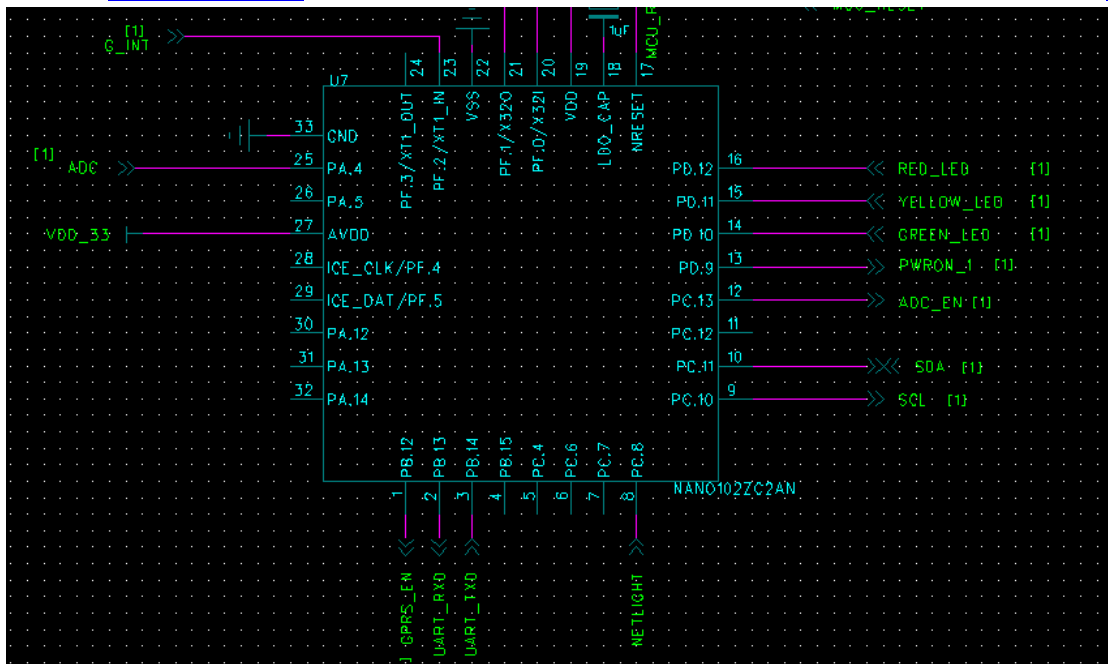 [1]
G_INT
1uF
MCU_R
MCU_RESET
U7
24
23
22
21
20
19
18
17
PF.3/XT1_OUT
PF.2/XT1_IN
VSS
PF.1/X32O
PF.0/X32I
VDD
LDO_CAP
NRESET
33 GND
[1] ADC 25 PA.4
26 PA.5
VDD_33 27 AVDD
28 ICE_CLK/PF.4
29 ICE_DAT/PF.5
30 PA.12
31 PA.13
32 PA.14
PD.12 16 RED_LED [1]
PD.11 15 YELLOW_LED [1]
PD.10 14 GREEN_LED [1]
PD.9 13 PWRON_1 [1]
PC.13 12 ADC_EN [1]
PC.12 11
PC.11 10 SDA [1]
PC.10 9 SCL [1]
PB.12
PB.13
PB.14
PB.15
PC.4
PC.6
PC.7
PC.8
NANO102ZC2AN
1
2
3
4
5
6
7
8
] GPRS_EN
UART_RXD
UART_TXD
NETLIGHT